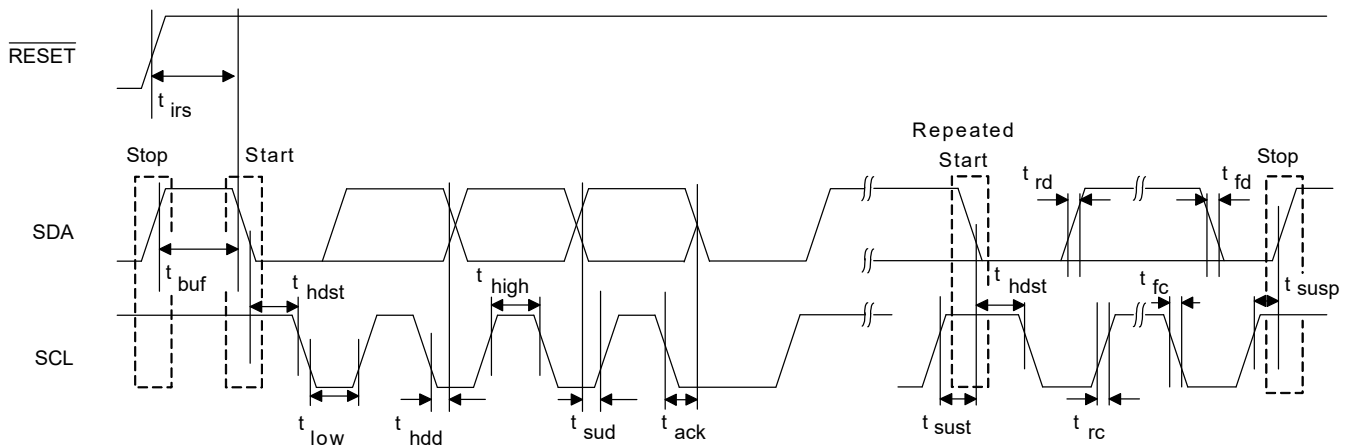 RESET
t irs
Repeated
Stop
Start
Start
Stop
t rd
t fd
SDA
t buf
t hdst
t high
t hdst
t fc
t susp
SCL
t low
t hdd
t sud
t ack
t sust
t rc